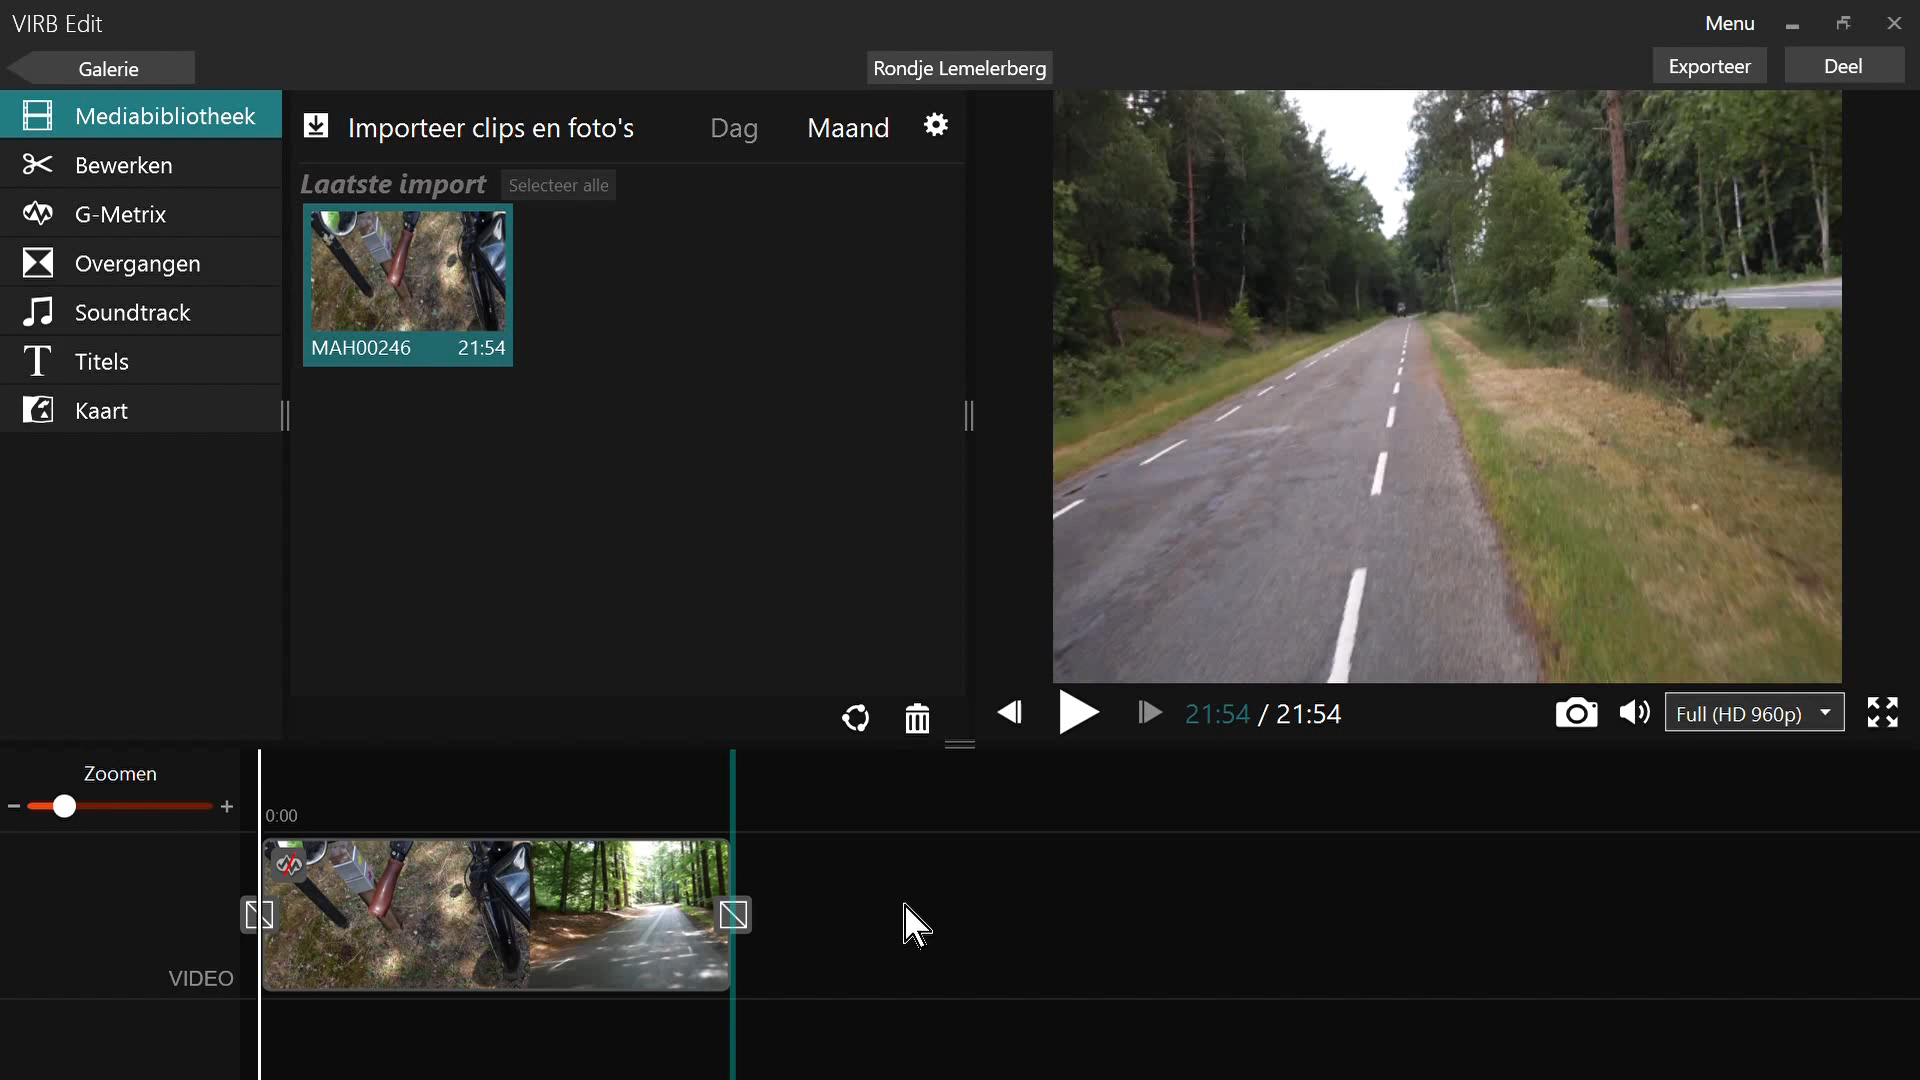 VIRB Edit
Menu
Galerie
Rondje Lemelerberg
Exporteer
Deel
Mediabibliotheek
Bewerken
G-Metrix
Overgangen
Soundtrack
Titels
Kaart
Importeer clips en foto's
Dag
Maand
Laatste import
Selecteer alle
MAH00246 21:54
21:54 / 21:54
Full (HD 960p)
Zoomen
0:00
VIDEO